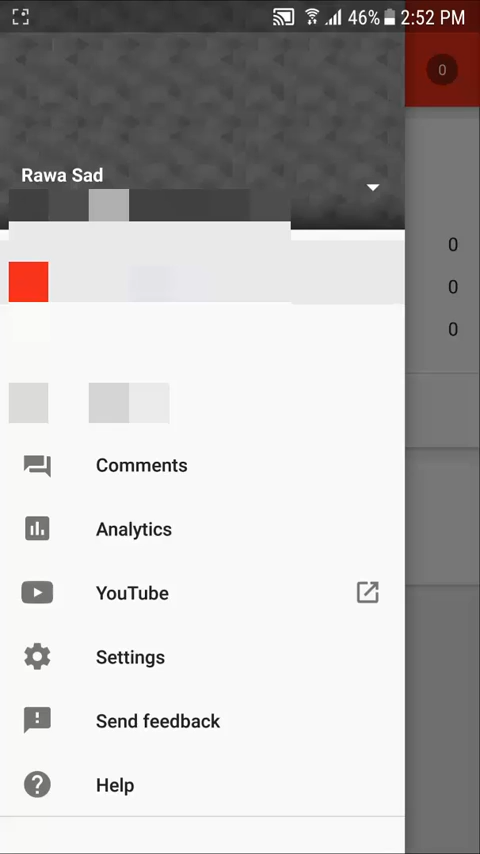 46% 2:52 PM
0
Rawa Sad
0
0
0
Comments
Analytics
YouTube
Settings
Send feedback
Help